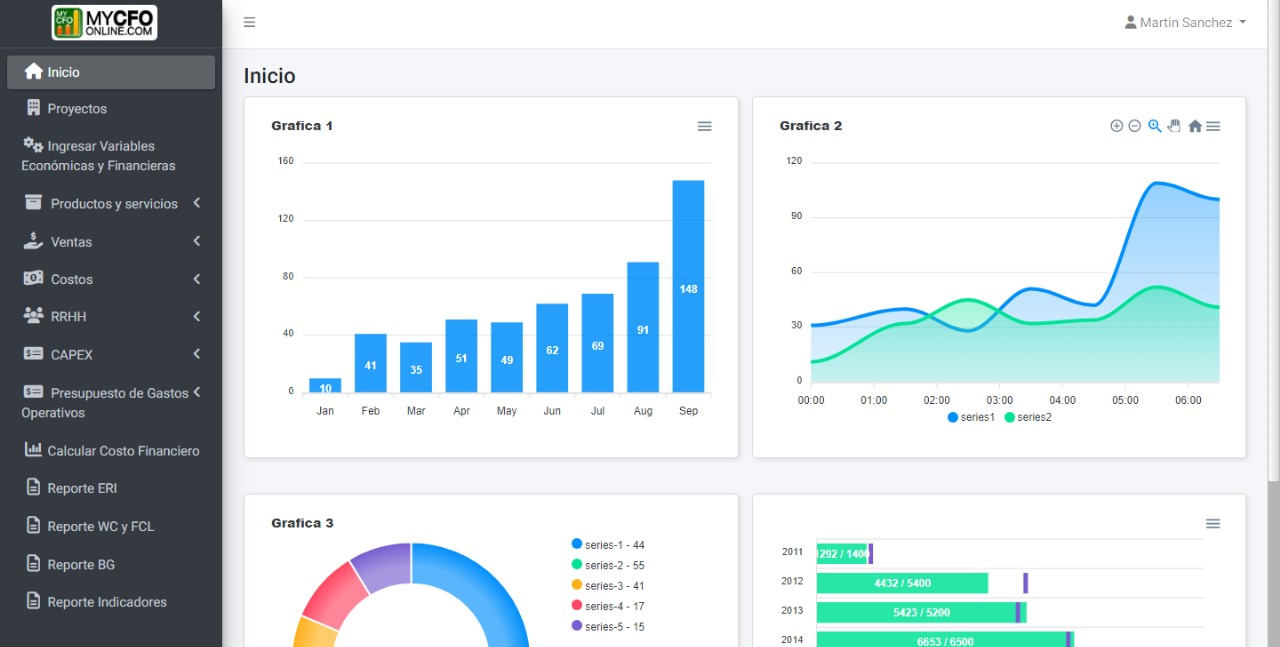 MY
CFO
MYCFO
ONLINE.COM
Martin Sanchez
Inicio
Proyectos
Ingresar Variables
Económicas y Financieras
Productos y servicios
Ventas
Costos
RRHH
CAPEX
Presupuesto de Gastos
Operativos
Calcular Costo Financiero
Reporte ERI
Reporte WC y FCL
Reporte BG
Reporte Indicadores
Inicio
Grafica 1
160
120
80
40
0
10
41
35
51
49
62
69
91
148
Jan Feb Mar Apr May Jun Jul Aug Sep
Grafica 2
120
90
60
30
0
00:00 01:00 02:00 03:00 04:00 05:00 06:00
series1 series2
Grafica 3
series-1 - 44
series-2 - 55
series-3 - 41
series-4 - 17
series-5 - 15
2011 1292 / 1400
2012 4432 / 5400
2013 5423 / 5200
2014 6653 / 6500